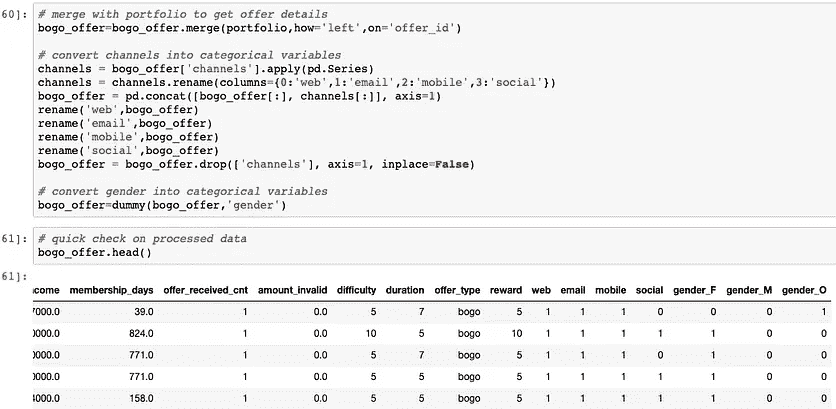 60]: # merge with portfolio to get offer details
bogo_offer=bogo_offer.merge(portfolio,how='left',on='offer_id')
# convert channels into categorical variables
channels = bogo_offer['channels'].apply(pd.Series)
channels = channels.rename(columns={0:'web',1:'email',2:'mobile',3:'social'})
bogo_offer = pd.concat([bogo_offer[:], channels[:]], axis=1)
rename('web',bogo_offer)
rename('email',bogo_offer)
rename('mobile',bogo_offer)
rename('social',bogo_offer)
bogo_offer = bogo_offer.drop(['channels'], axis=1, inplace=False)
# convert gender into categorical variables
bogo_offer=dummy(bogo_offer,'gender')
61]: # quick check on processed data
bogo_offer.head()
61]:
come membership_days offer_received_cnt amount_invalid difficulty duration offer_type reward web email mobile social gender_F gender_M gender_O
7000.0 39.0 1 0.0 5 7 bogo 5 1 1 1 0 0 0 1
0000.0 824.0 1 0.0 10 5 bogo 10 1 1 1 1 1 0 0
0000.0 771.0 1 0.0 5 7 bogo 5 1 1 1 0 1 0 0
0000.0 771.0 1 0.0 5 5 bogo 5 1 1 1 1 1 0 0
4000.0 158.0 1 0.0 5 5 bogo 5 1 1 1 1 1 0 0